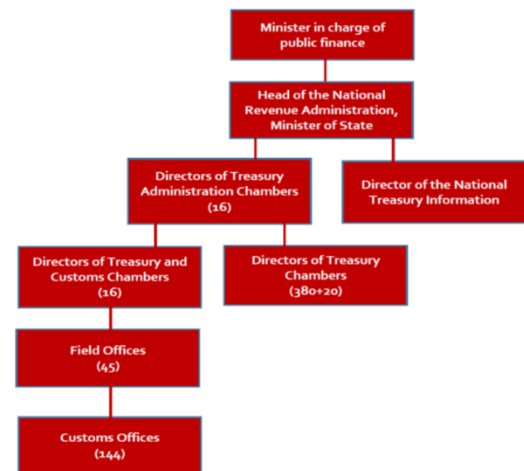 Minister in charge of
public finance
Head of the National
Revenue Administration,
Minister of State
Directors of Treasury
Administration Chambers
(16)
Director of the National
Treasury Information
Directors of Treasury and
Customs Chambers
(16)
Directors of Treasury
Chambers
(380+20)
Field Offices
(45)
Customs Offices
(144)